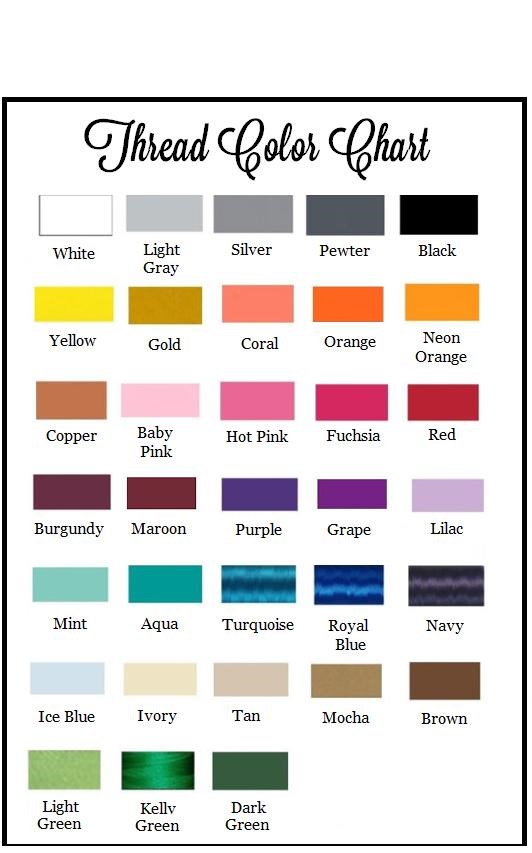 Thread Color Chart
White
Light
Gray
Silver
Pewter
Black
Yellow
Gold
Coral
Orange
Neon
Orange
Copper
Baby
Pink
Hot Pink
Fuchsia
Red
Burgundy
Maroon
Purple
Grape
Lilac
Mint
Aqua
Turquoise
Royal
Blue
Navy
Ice Blue
Ivory
Tan
Mocha
Brown
Light
Green
Kelly
Green
Dark
Green